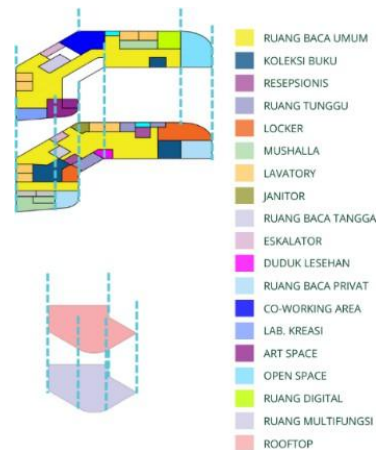 RUANG BACA UMUM
KOLEKSI BUKU
RESEPSIONIS
RUANG TUNGGU
LOCKER
MUSHALLA
LAVATORY
JANITOR
RUANG BACA TANGGA
ESKALATOR
DUDUK LESEHAN
RUANG BACA PRIVAT
CO-WORKING AREA
LAB. KREASI
ART SPACE
OPEN SPACE
RUANG DIGITAL
RUANG MULTIFUNGSI
ROOFTOP